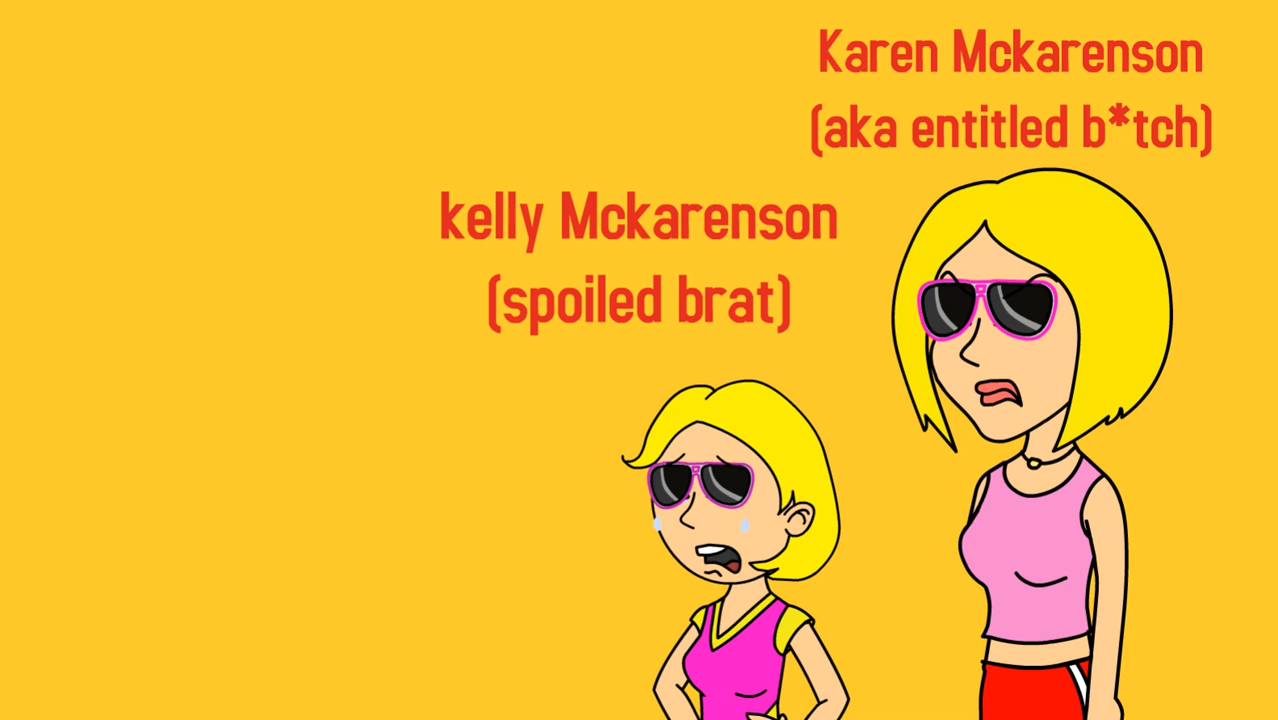 Karen Mckarenson
(aka entitled b*tch)
kelly Mckarenson
(spoiled brat)